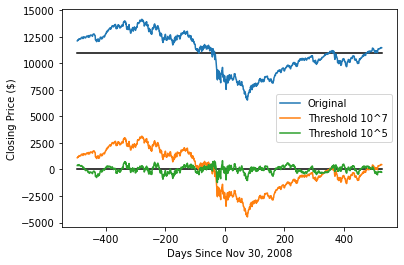 15000
12500
10000
7500
5000
2500
0
−2500
−5000
Closing Price ($)
Original
Threshold 10^7
Threshold 10^5
−400
−200
0
200
400
Days Since Nov 30, 2008